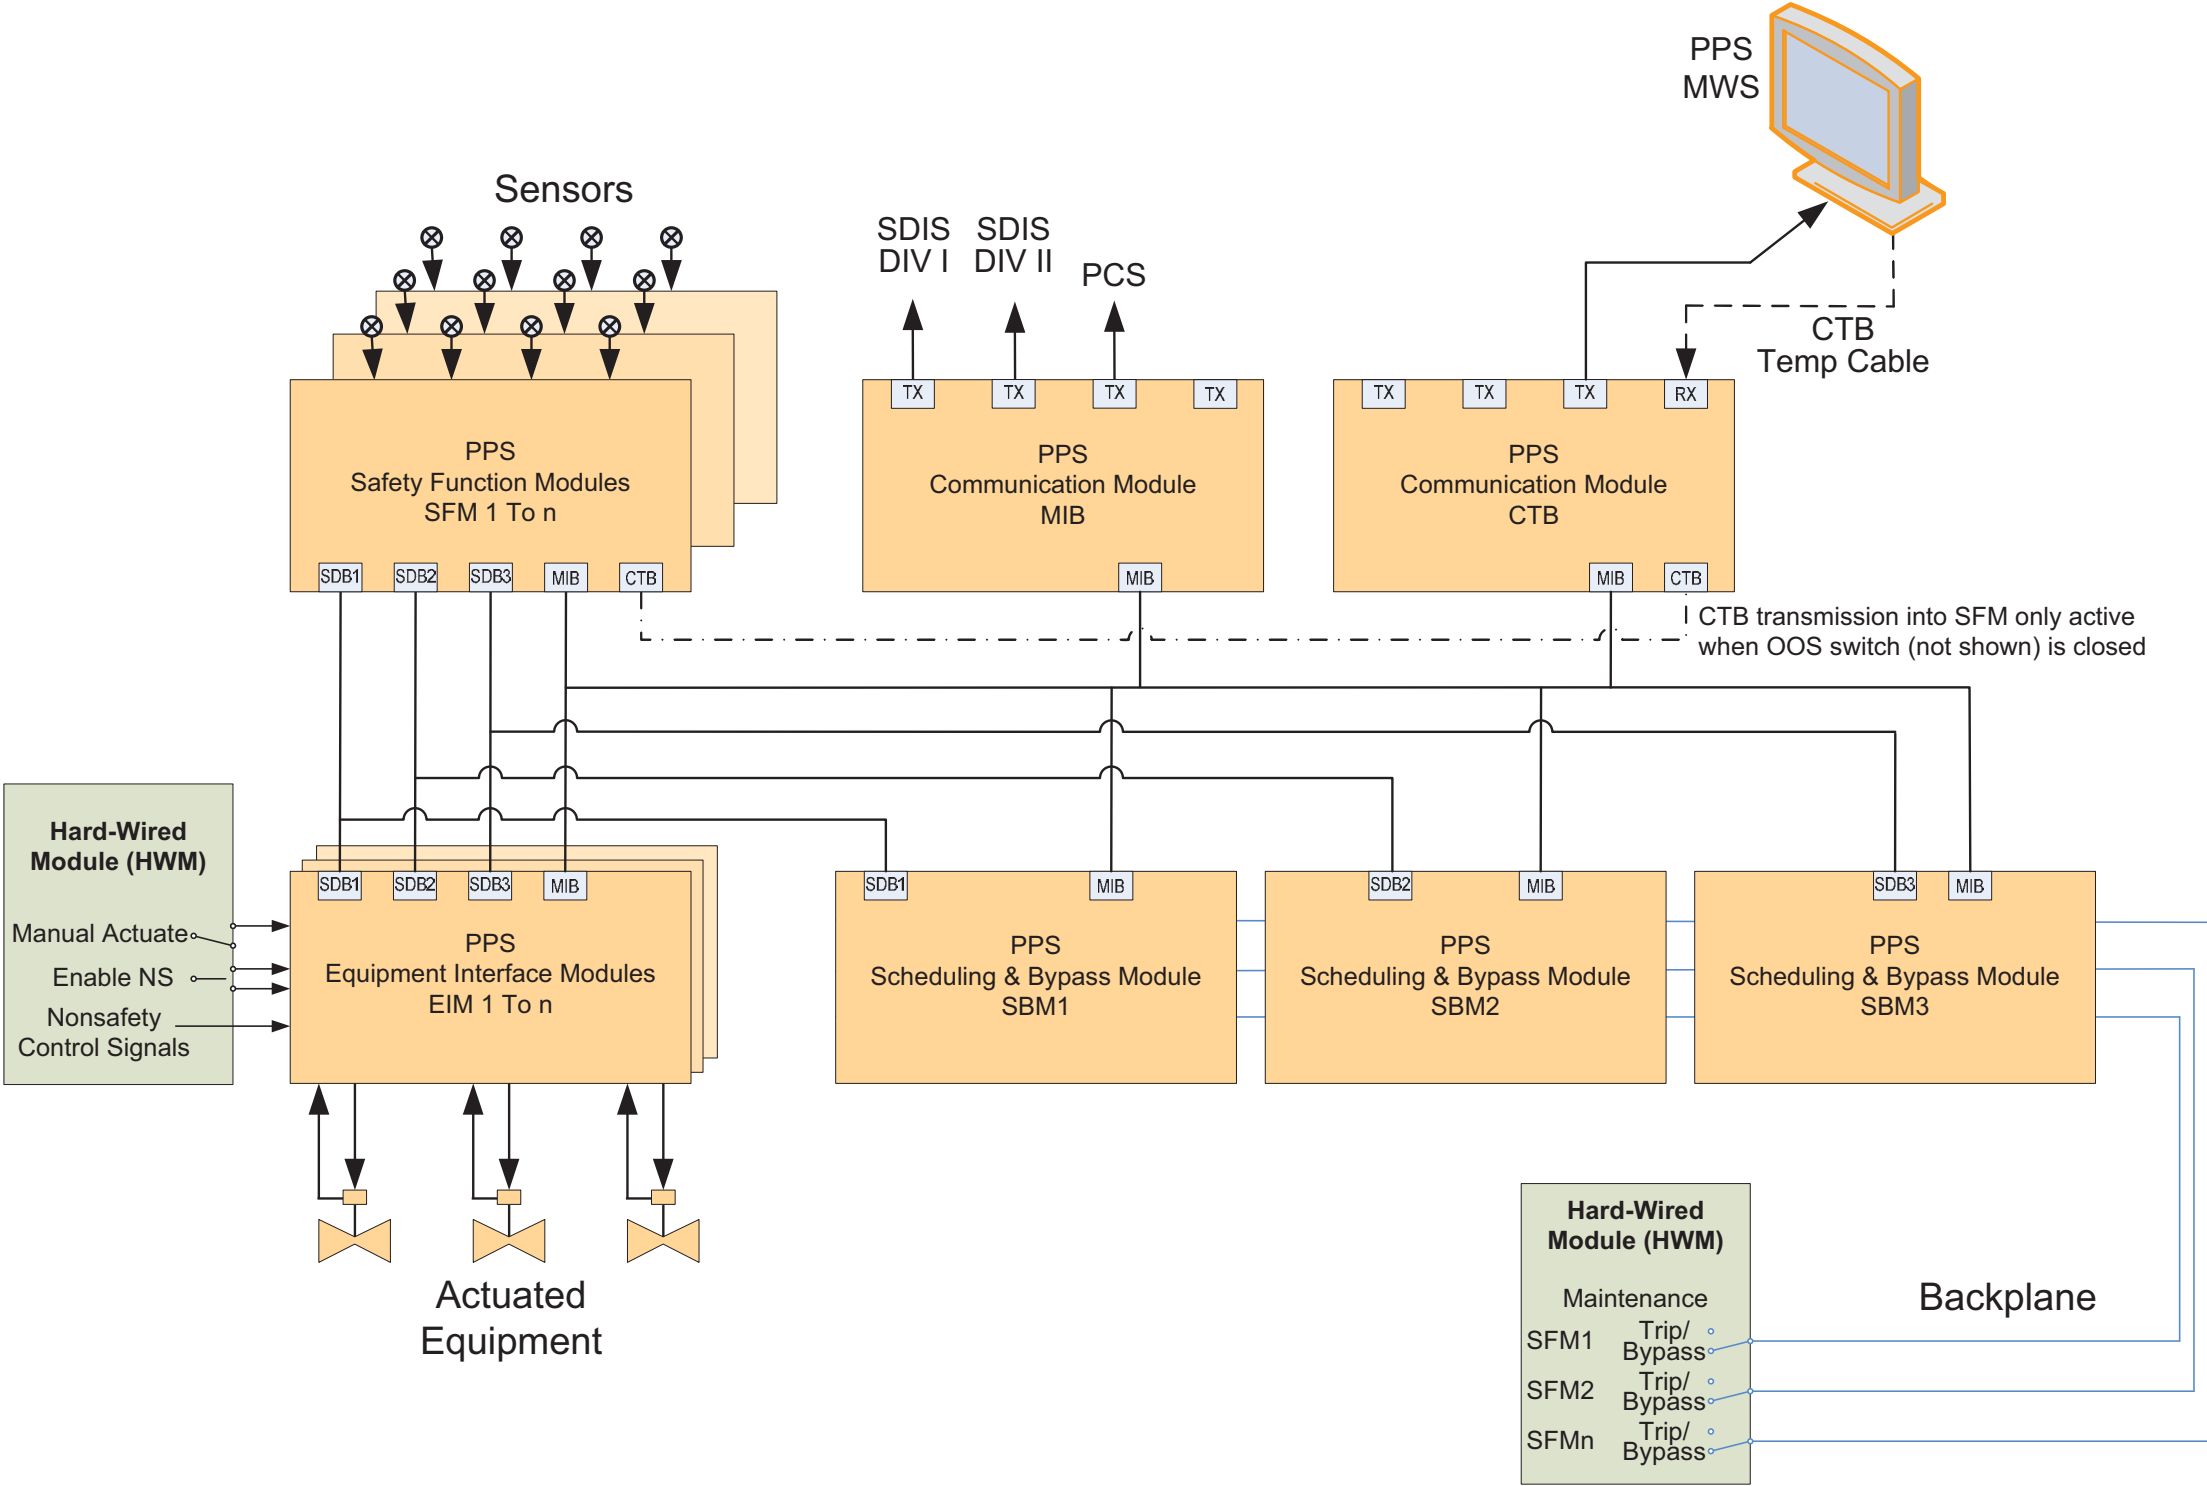 PPS
MWS
Sensors
SDIS
DIV I
SDIS
DIV II
PCS
CTB
Temp Cable
TX
TX
TX
TX
TX
TX
TX
RX
PPS
Safety Function Modules
SFM 1 To n
PPS
Communication Module
MIB
PPS
Communication Module
CTB
SDB1
SDB2
SDB3
MIB
CTB
MIB
MIB
CTB
CTB transmission into SFM only active
when OOS switch (not shown) is closed
Hard-Wired
Module (HWM)
Manual Actuate
Enable NS
Nonsafety
Control Signals
SDB1
SDB2
SDB3
MIB
SDB1
MIB
SDB2
MIB
SDB3
MIB
PPS
Equipment Interface Modules
EIM 1 To n
PPS
Scheduling & Bypass Module
SBM1
PPS
Scheduling & Bypass Module
SBM2
PPS
Scheduling & Bypass Module
SBM3
Actuated
Equipment
Hard-Wired
Module (HWM)
Maintenance
SFM1
Trip/
Bypass
SFM2
Trip/
Bypass
SFMn
Trip/
Bypass
Backplane